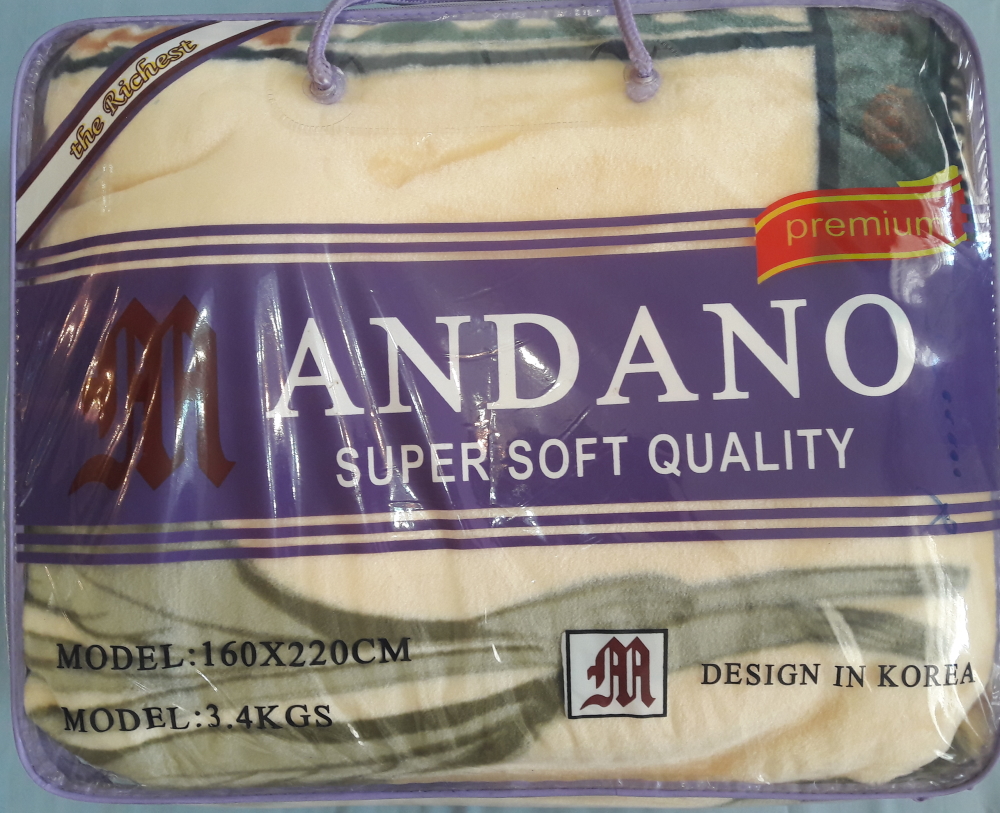 the Richest
premium
MANDANO
SUPER SOFT QUALITY
MODEL:160X220CM
MODEL:3.4KGS
M
DESIGN IN KOREA